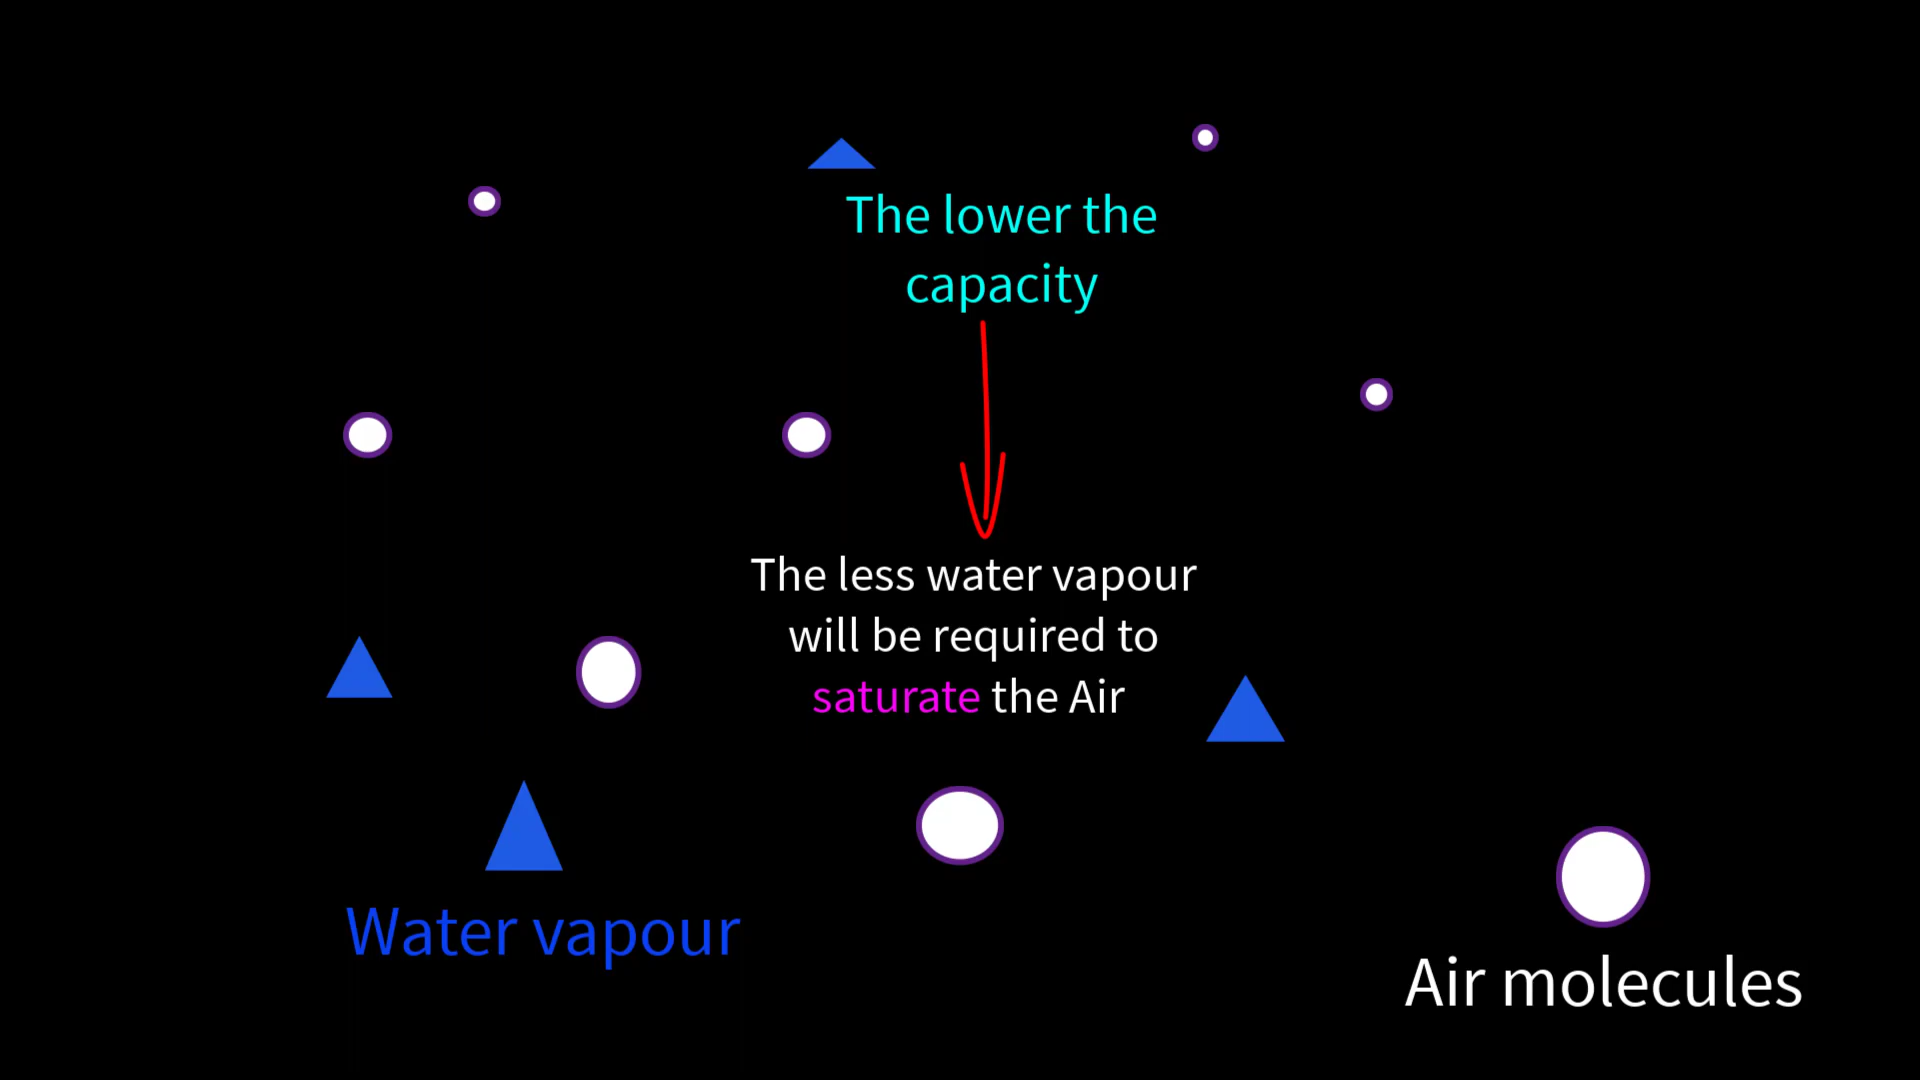 The lower the
capacity
The less water vapour
will be required to
saturate the Air
Water vapour
Air molecules